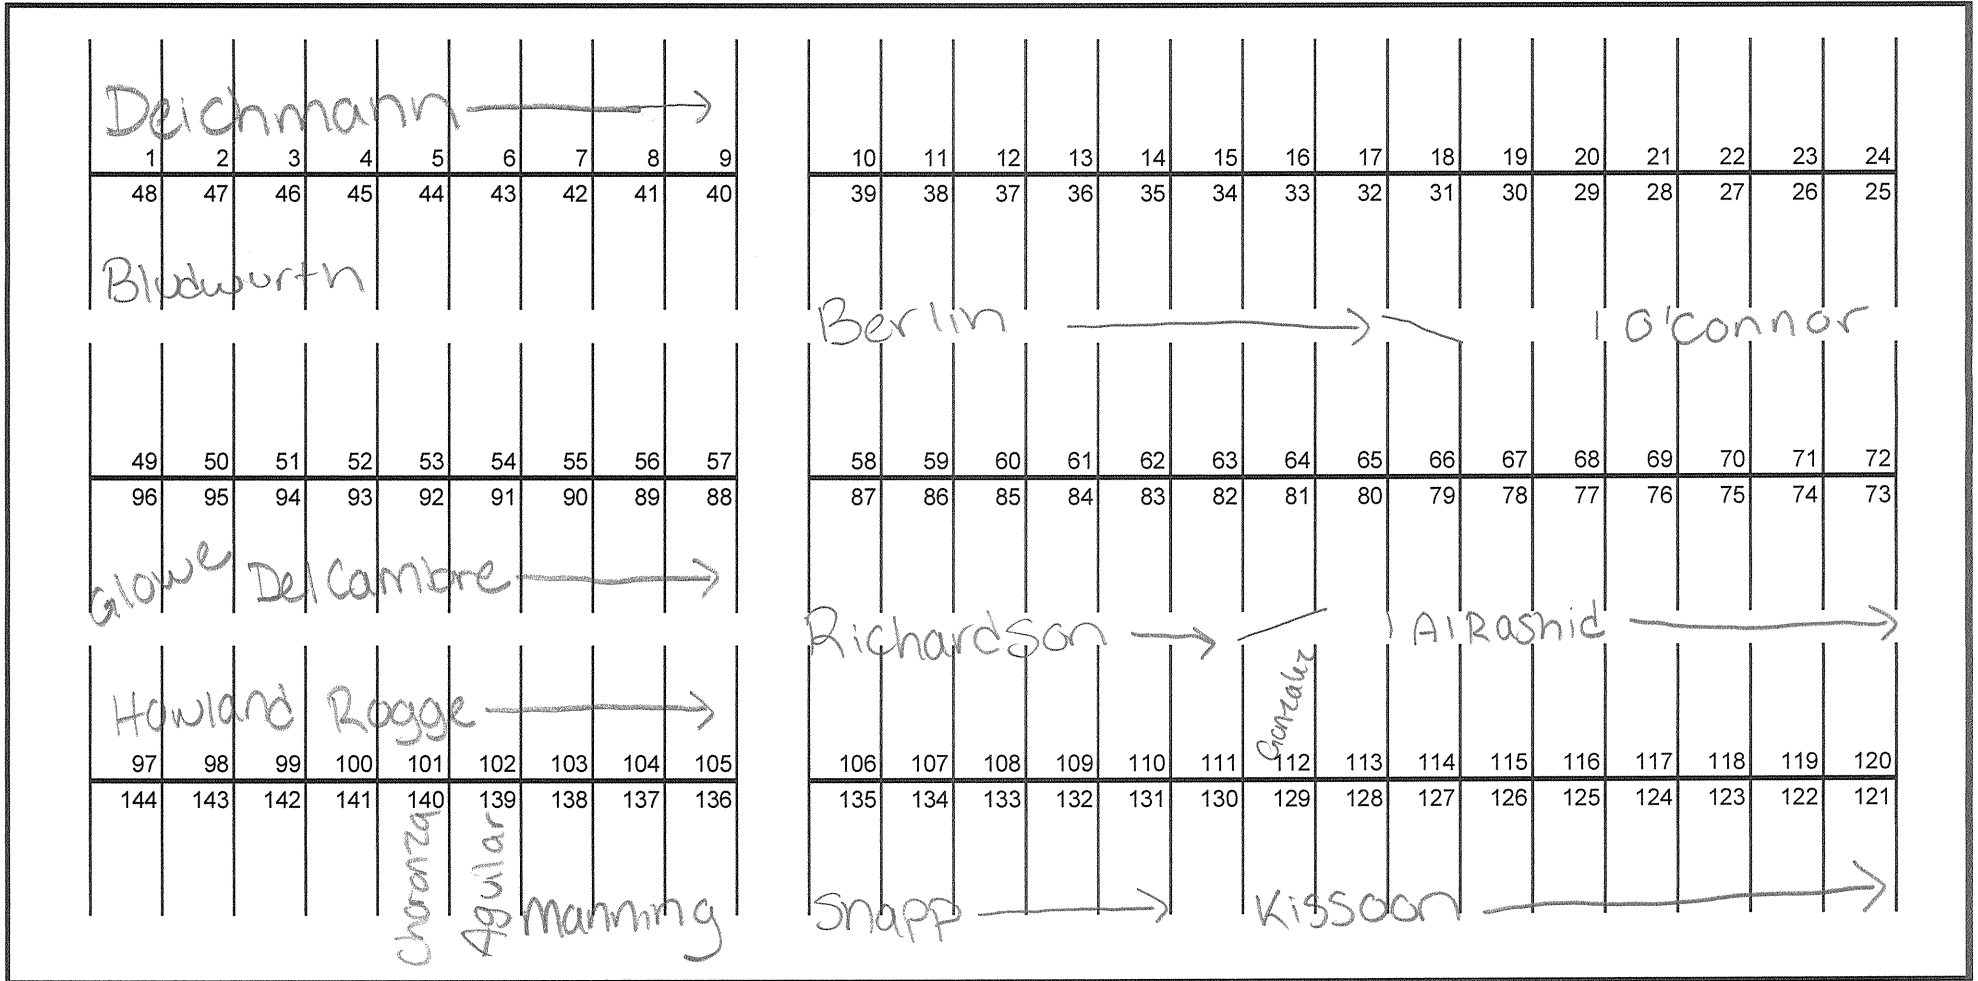 Deichmann
1 2 3 4 5 6 7 8 9 10 11 12 13 14 15 16 17 18 19 20 21 22 23 24
48 47 46 45 44 43 42 41 40 39 38 37 36 35 34 33 32 31 30 29 28 27 26 25
Bludwurth
Berlin O'Connor
49 50 51 52 53 54 55 56 57 58 59 60 61 62 63 64 65 66 67 68 69 70 71 72
96 95 94 93 92 91 90 89 88 87 86 85 84 83 82 81 80 79 78 77 76 75 74 73
Glowe DelCambre
Richardson AlRashid
Howland Rogge Gonzalez
97 98 99 100 101 102 103 104 105 106 107 108 109 110 111 112 113 114 115 116 117 118 119 120
144 143 142 141 140 139 138 137 136 135 134 133 132 131 130 129 128 127 126 125 124 123 122 121
Charanza Aguilar Manning Snapp Kissoon